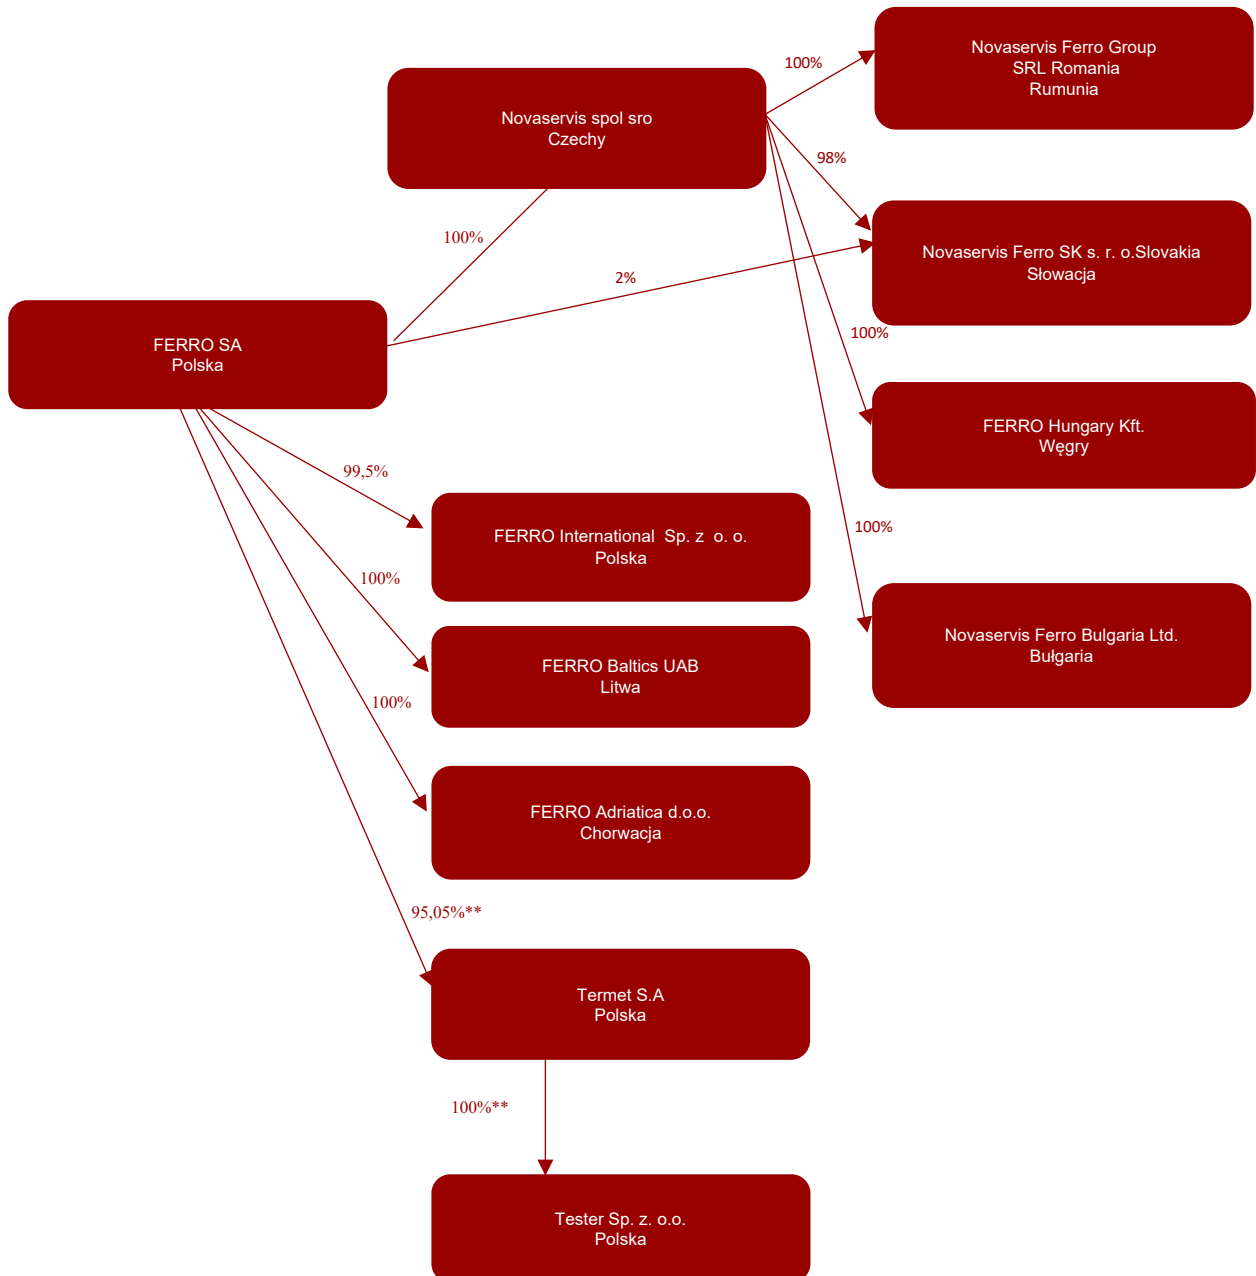 Novaservis Ferro Group
SRL Romania
Rumunia
100%
Novaservis spol sro
Czechy
98%
100%
Novaservis Ferro SK s. r. o.Slovakia
Słowacja
2%
FERRO SA
Polska
100%
FERRO Hungary Kft.
Węgry
99,5%
FERRO International  Sp. z  o. o.
Polska
100%
100%
Novaservis Ferro Bulgaria Ltd.
Bułgaria
FERRO Baltics UAB
Litwa
100%
FERRO Adriatica d.o.o.
Chorwacja
95,05%**
Termet S.A
Polska
100%**
Tester Sp. z. o.o.
Polska